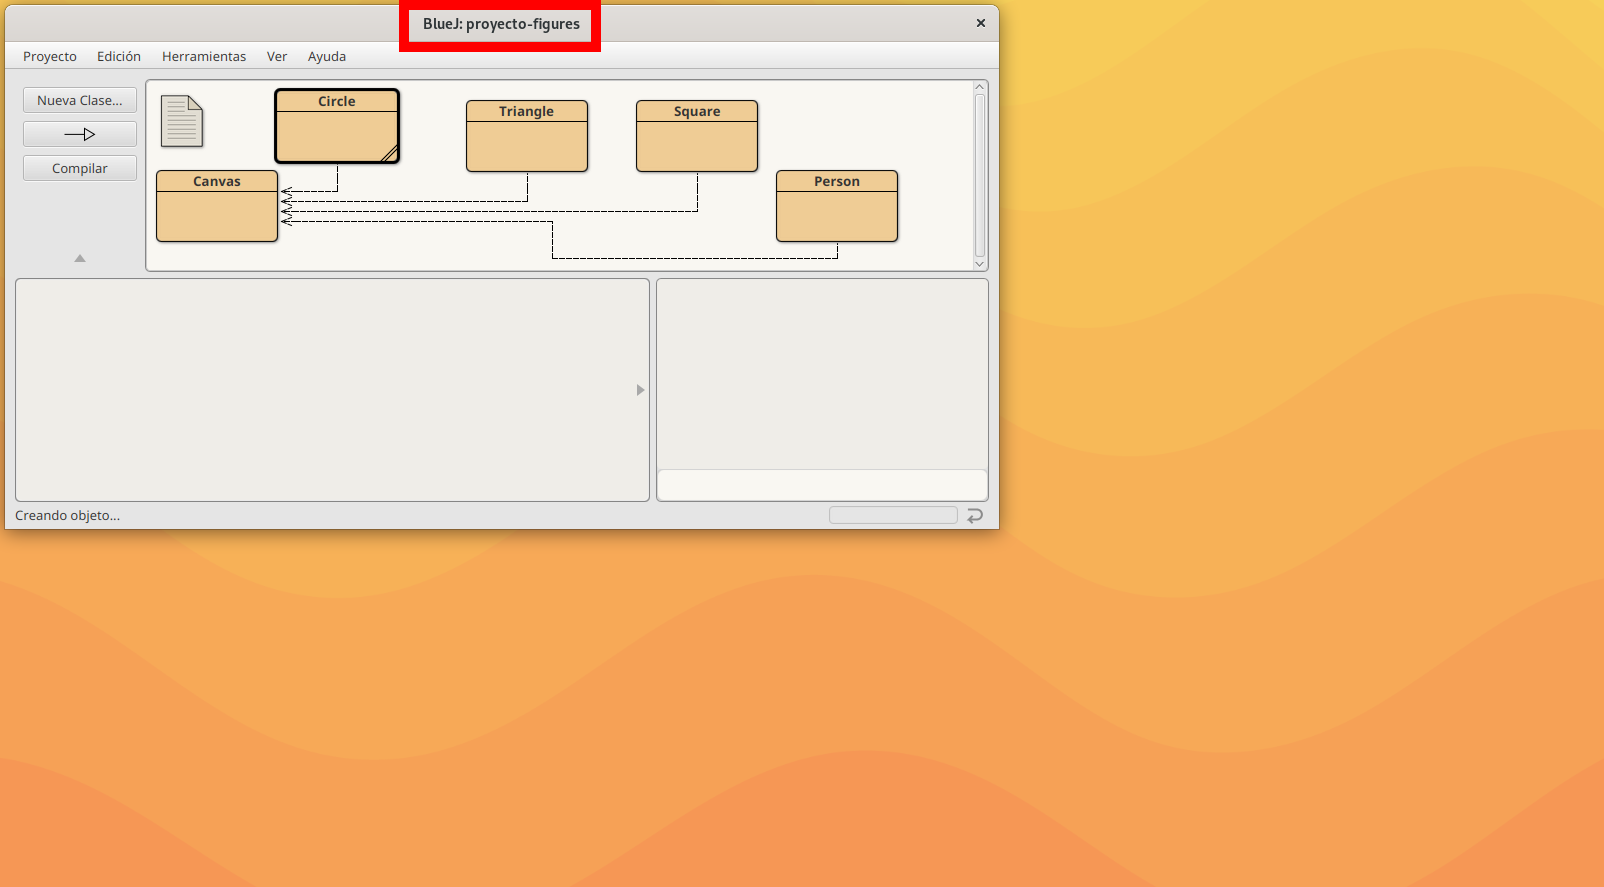 BlueJ: proyecto-figures
Proyecto Edición Herramientas Ver Ayuda
Nueva Clase...
Compilar
Circle
Triangle
Square
Canvas
Person
Creando objeto...